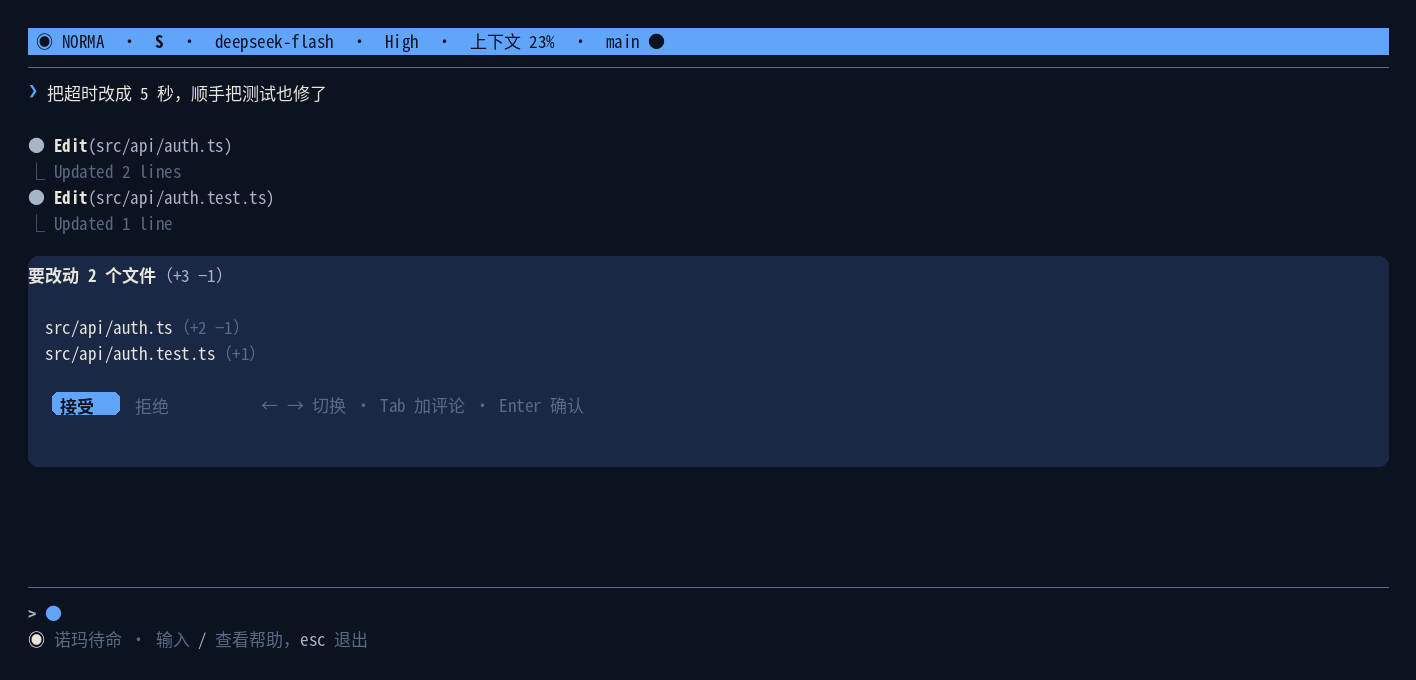 ◉ NORMA · S · deepseek-flash · High · 上下文 23% · main ●
❯ 把超时改成 5 秒，顺手把测试也修了
● Edit(src/api/auth.ts)
⎿ Updated 2 lines
● Edit(src/api/auth.test.ts)
⎿ Updated 1 line
要改动 2 个文件（+3 −1）
src/api/auth.ts（+2 −1）
src/api/auth.test.ts（+1）
接受 拒绝 ← → 切换 · Tab 加评论 · Enter 确认
> ●
◉ 诺玛待命 · 输入 / 查看帮助，esc 退出